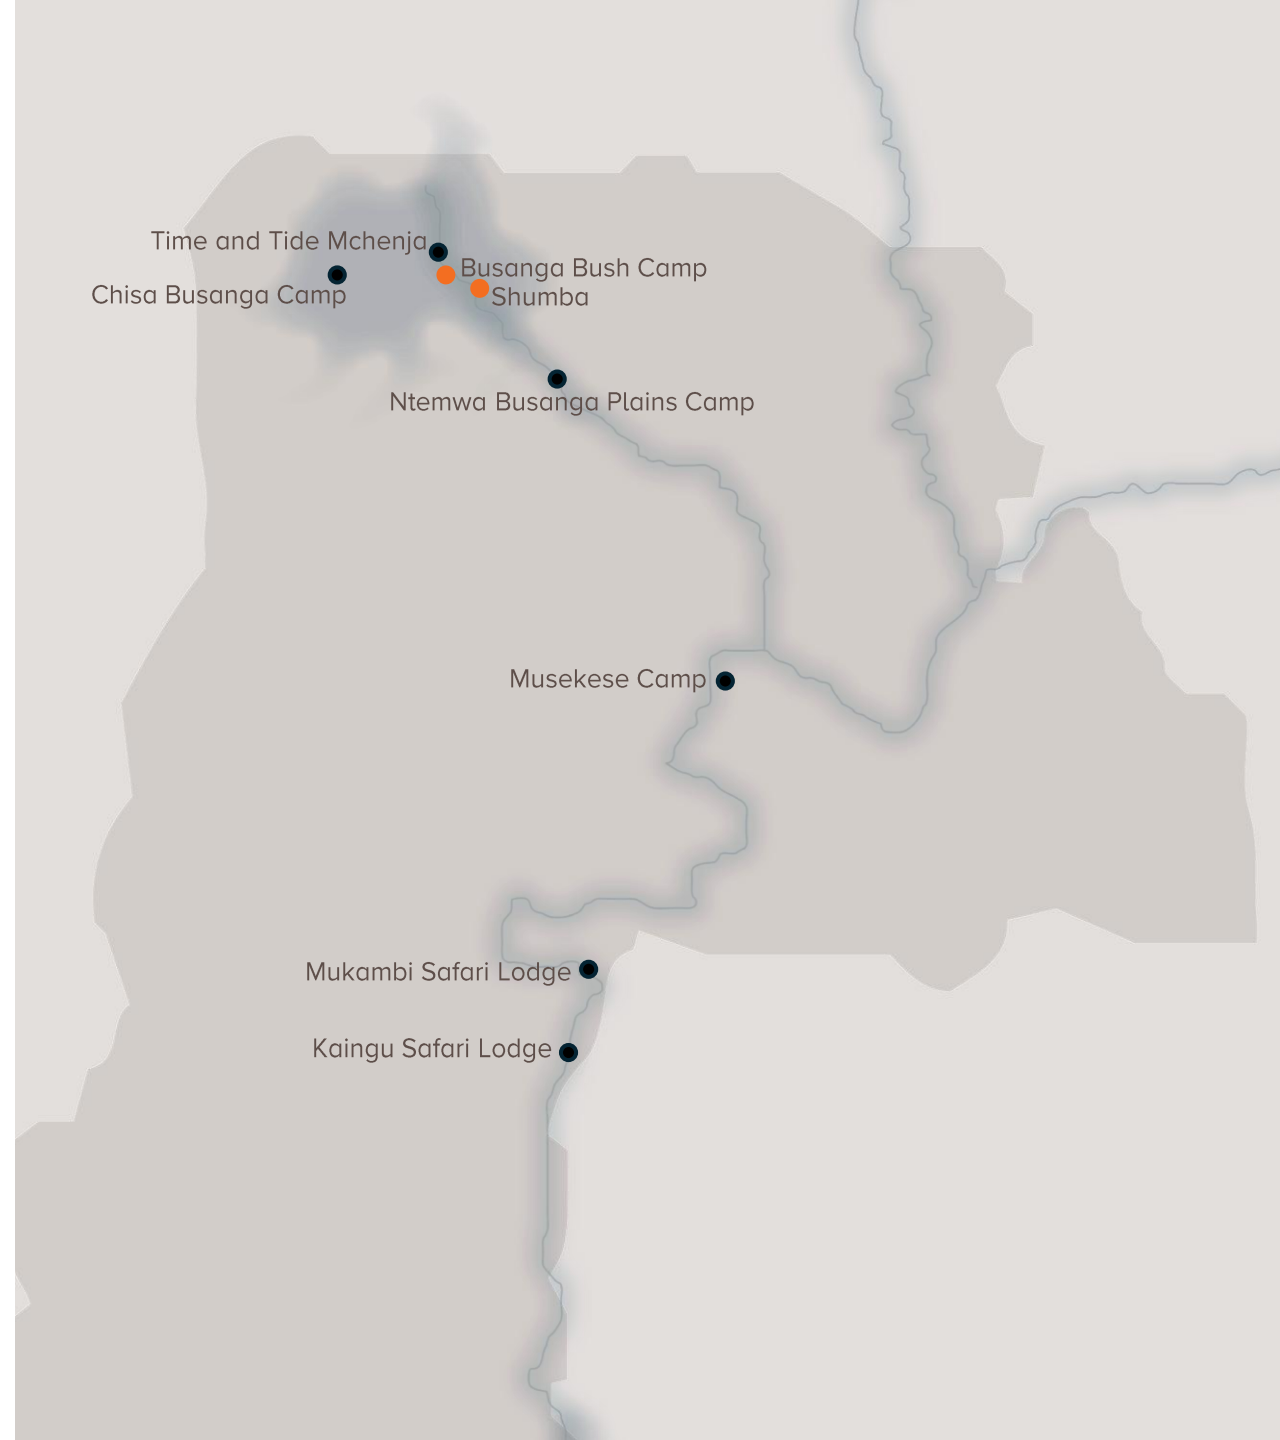 Time and Tide Mchenja
Busanga Bush Camp
Chisa Busanga Camp
Shumba
Ntemwa Busanga Plains Camp
Musekese Camp
Mukambi Safari Lodge
Kaingu Safari Lodge